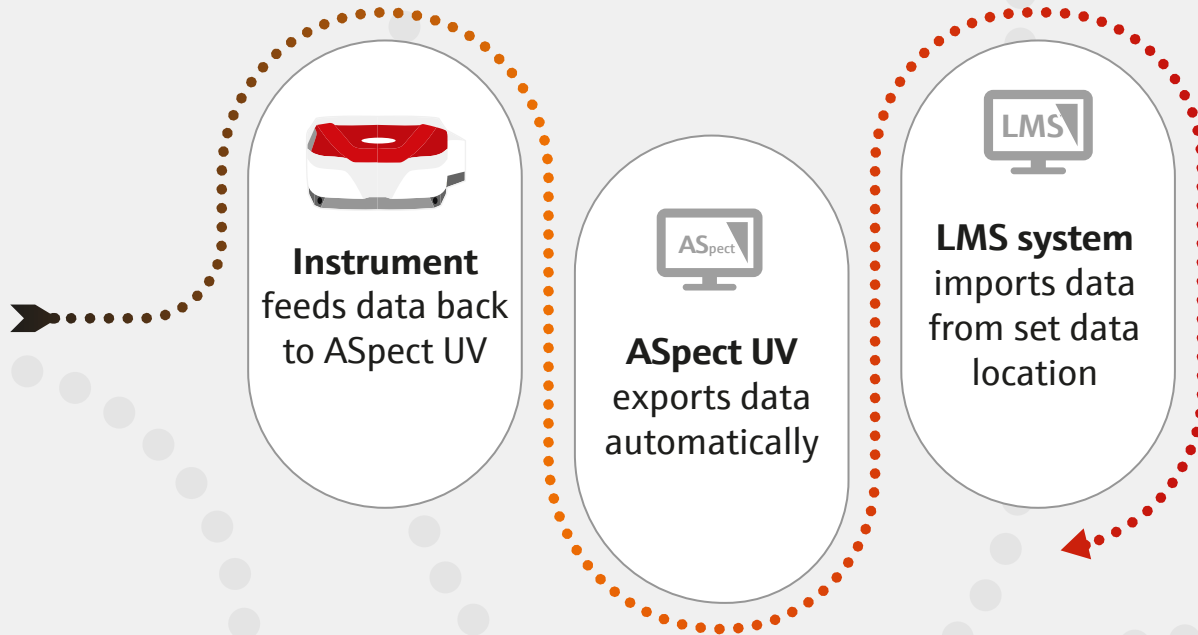 Instrument
feeds data back
to ASpect UV
ASpect
ASpect UV
exports data
automatically
LMS
LMS system
imports data
from set data
location